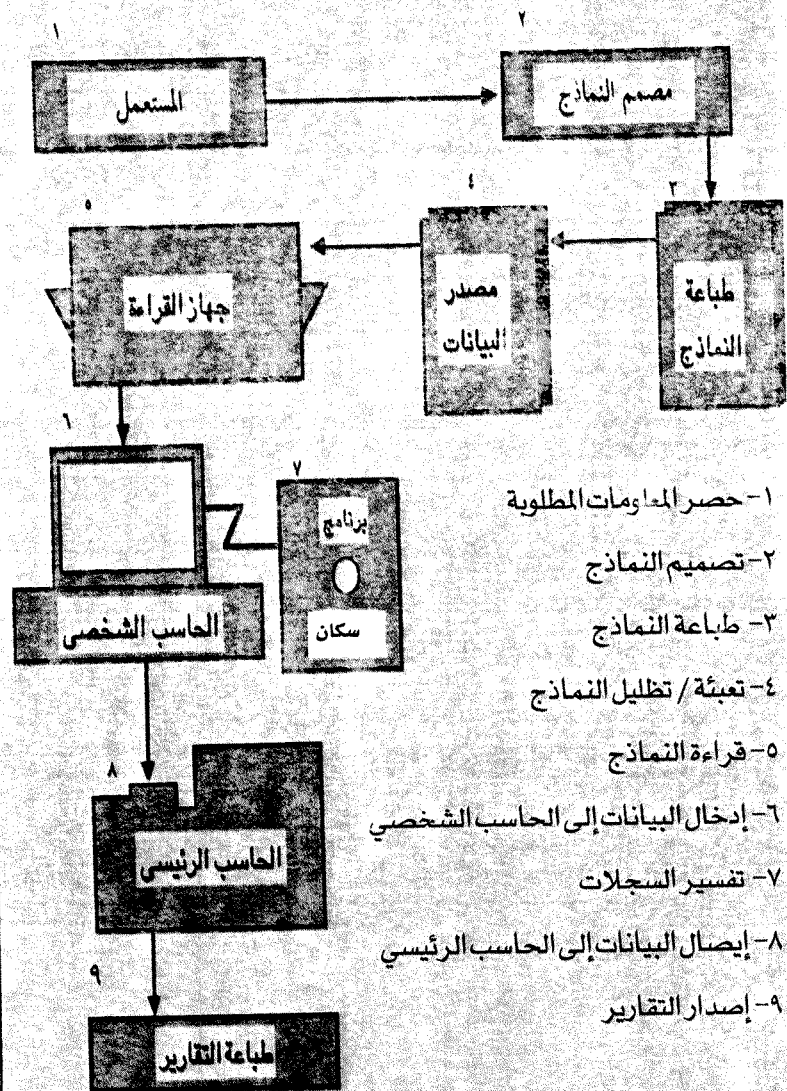 ١
٢
المستعمل
مصمم النماذج
٣
٤
٥
طباعة
النماذج
مصدر
البيانات
جهاز القراءة
٦
٧
برنامج
سكان
الحاسب الشخصى
٨
الحاسب الرئيسى
٩
طباعة التقارير
١- حصر المعلومات المطلوبة
٢- تصميم النماذج
٣- طباعة النماذج
٤- تعبئة / تظليل النماذج
٥- قراءة النماذج
٦- إدخال البيانات إلى الحاسب الشخصي
٧- تفسير السجلات
٨- إيصال البيانات إلى الحاسب الرئيسي
٩- إصدار التقارير